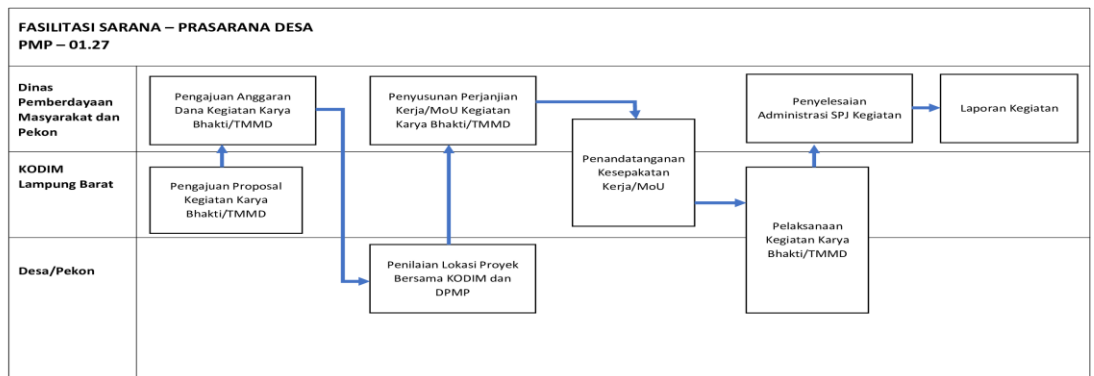 FASILITASI SARANA – PRASARANA DESA
PMP – 01.27
Dinas
Pemberdayaan
Masyarakat dan
Pekon
Pengajuan Anggaran
Dana Kegiatan Karya
Bhakti/TMMD
Penyusunan Perjanjian
Kerja/MoU Kegiatan
Karya Bhakti/TMMD
Penyelesaian
Administrasi SPJ Kegiatan
Laporan Kegiatan
Penandatanganan
Kesepakatan
Kerja/MoU
KODIM
Lampung Barat
Pengajuan Proposal
Kegiatan Karya
Bhakti/TMMD
Pelaksanaan
Kegiatan Karya
Bhakti/TMMD
Desa/Pekon
Penilaian Lokasi Proyek
Bersama KODIM dan
DPMP